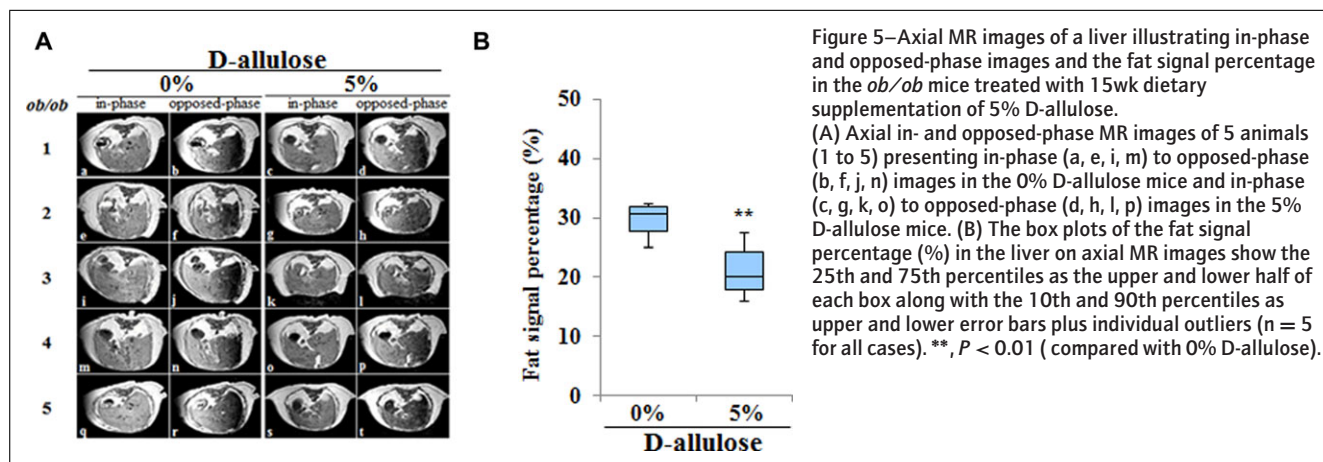 A
D-allulose
0% 5%
ob/ob in-phase opposed-phase in-phase opposed-phase
1 a b c d
2 e f g h
3 i j k l
4 m n o p
5 q r s t
B
Fat signal percentage (%)
50
40
30
20
10
0
**
0% 5%
D-allulose
Figure 5–Axial MR images of a liver illustrating in-phase
and opposed-phase images and the fat signal percentage
in the ob/ob mice treated with 15wk dietary
supplementation of 5% D-allulose.
(A) Axial in- and opposed-phase MR images of 5 animals
(1 to 5) presenting in-phase (a, e, i, m) to opposed-phase
(b, f, j, n) images in the 0% D-allulose mice and in-phase
(c, g, k, o) to opposed-phase (d, h, l, p) images in the 5%
D-allulose mice. (B) The box plots of the fat signal
percentage (%) in the liver on axial MR images show the
25th and 75th percentiles as the upper and lower half of
each box along with the 10th and 90th percentiles as
upper and lower error bars plus individual outliers (n = 5
for all cases). **, P < 0.01 ( compared with 0% D-allulose).